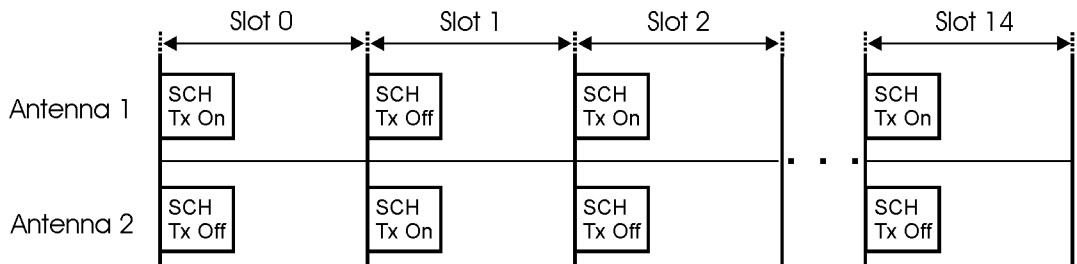 Slot 0 Slot 1 Slot 2 Slot 14
Antenna 1
SCH
Tx On
SCH
Tx Off
SCH
Tx On
SCH
Tx On
Antenna 2
SCH
Tx Off
SCH
Tx On
SCH
Tx Off
SCH
Tx Off